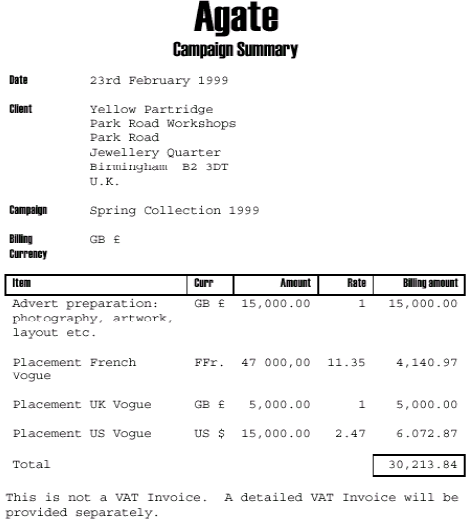 Agate
Campaign Summary
Date 23rd February 1999
Client Yellow Partridge
Park Road Workshops
Park Road
Jewellery Quarter
Birmingham B2 3DT
U.K.
Campaign Spring Collection 1999
Billing GB £
Currency
Item Curr Amount Rate Billing amount
Advert preparation: GB £ 15,000.00 1 15,000.00
photography, artwork,
layout etc.
Placement French FFr. 47 000,00 11.35 4,140.97
Vogue
Placement UK Vogue GB £ 5,000.00 1 5,000.00
Placement US Vogue US $ 15,000.00 2.47 6.072.87
Total 30,213.84
This is not a VAT Invoice. A detailed VAT Invoice will be
provided separately.